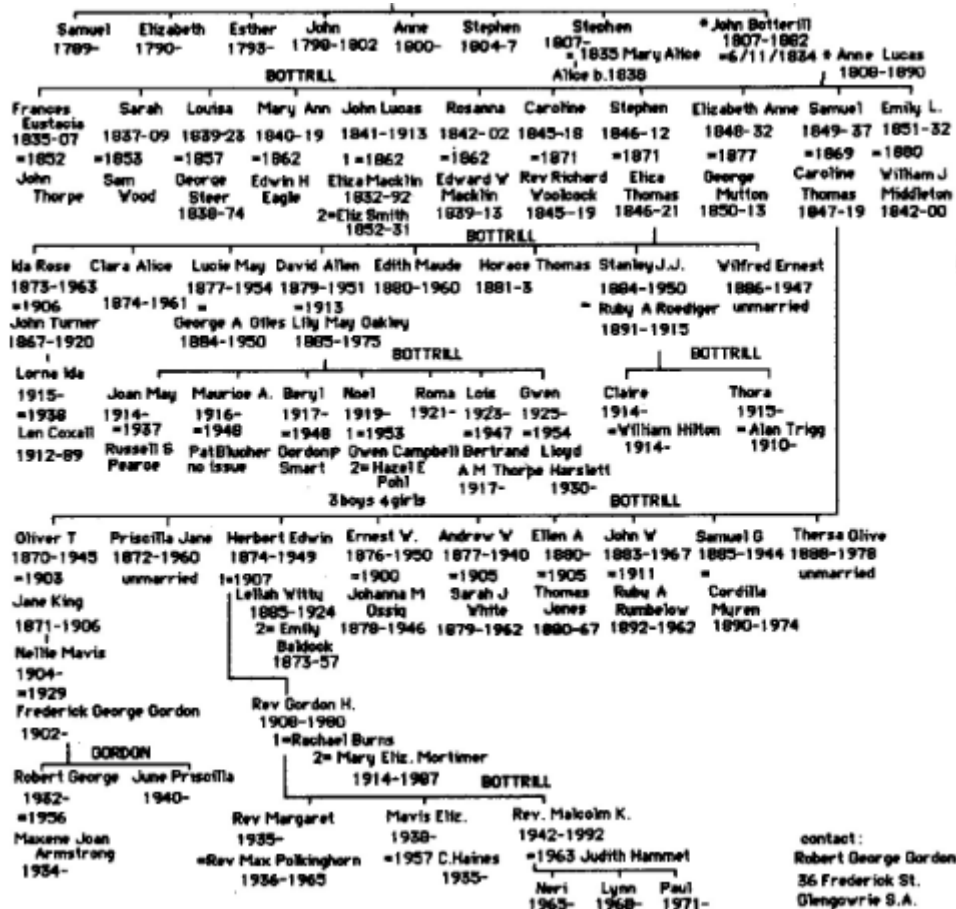 Samuel Elizabeth Esther John Anne Stephen Stephen * John Botterill
1789- 1790- 1793- 1798-1802 1800- 1804-7 1807- 1807-1882
= 1835 Mary Alice =6/11/1834 * Anne Lucas
BOTTRILL Alice b.1838 1808-1890
Frances Sarah Louisa Mary Ann John Lucas Rosanna Caroline Stephen Elizabeth Anne Samuel Emily L.
Eustacia
1835-07 1837-09 1839-23 1840-19 1841-1913 1842-02 1845-18 1846-12 1848-32 1849-37 1851-32
=1852 =1853 =1857 =1862 1=1862 =1862 =1871 =1871 =1877 =1869 =1880
John Sam George Edwin H Eliza Macklin Edward W Rev Richard Eliza George Caroline William J
Thorpe Wood Steer Eagle 1832-92 Macklin Woolcock Thomas Mutton Thomas Middleton
1838-74 2=Eliz Smith 1839-13 1845-19 1846-21 1850-13 1847-19 1842-00
1852-31
BOTTRILL
Ida Rose Clara Alice Lucie May David Allen Edith Maude Horace Thomas Stanley J.J. Wilfred Ernest
1873-1963 1874-1961 1877-1954 1879-1951 1880-1960 1881-3 1884-1950 1886-1947
=1906 = =1913 = Ruby A Roediger unmarried
John Turner George A Giles Lily May Oakley 1891-1915
1867-1920 1884-1950 1885-1975
BOTTRILL BOTTRILL
Lorna Ida
1915- Joan May Maurice A. Beryl Noel Roma Lois Gwen Claire Thora
=1938 1914- 1916- 1917- 1919- 1921- 1923- 1925- 1914- 1915-
Len Coxall =1937 =1948 =1948 1=1953 =1947 =1954 =William Hilton =Alan Trigg
1912-89 Russell S Pat Blucher Gordon P Gwen Campbell Bertrand Lloyd 1914- 1910-
Pearce no issue Smart 2= Hazel E A M Thorpe Harslett
Pohl 1917- 1930-
3 boys 4 girls BOTTRILL
Oliver T Priscilla Jane Herbert Edwin Ernest W. Andrew W Ellen A John W Samuel G Thersa Olive
1870-1945 1872-1960 1874-1949 1876-1950 1877-1940 1880- 1883-1967 1885-1944 1888-1978
=1903 unmarried 1=1907 =1900 =1905 =1905 =1911 = unmarried
Jane King Leilah Witty Johanna M Sarah J Thomas Ruby A Cordilla
1871-1906 1885-1924 Ossig White Jones Rumbelow Myren
2= Emily 1878-1946 1879-1962 1880-67 1892-1962 1890-1974
Nellie Mavis Baldock
1904- 1873-57
=1929
Frederick George Gordon Rev Gordon H.
1902- 1908-1980
1=Rachael Burns
GORDON 2= Mary Eliz. Mortimer
Robert George June Priscilla 1914-1987 BOTTRILL
1932- 1940-
=1956 Rev Margaret Mavis Eliz. Rev. Malcolm K.
Maxene Joan 1935- 1938- 1942-1992
Armstrong =Rev Max Polkinghorn =1957 C.Haines =1963 Judith Hammet
1934- 1936-1965 1935-
Neri Lynn Paul
1965- 1968- 1971-
contact:
Robert George Gordon
36 Frederick St.
Glengowrie S.A.